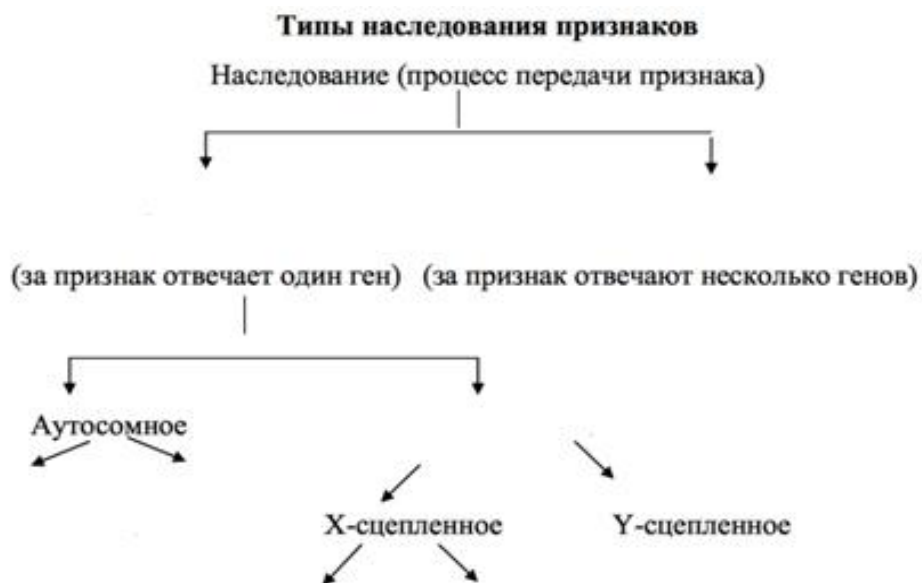 Типы наследования признаков
Наследование (процесс передачи признака)
(за признак отвечает один ген) (за признак отвечают несколько генов)
Аутосомное
Х-сцепленное Y-сцепленное